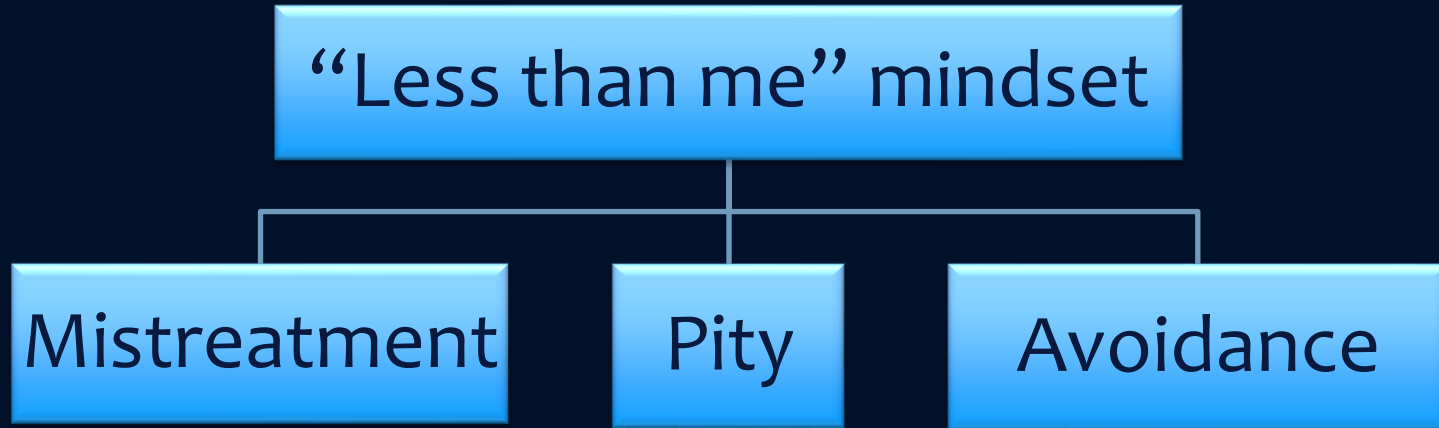 “Less than me” mindset
Mistreatment
Pity
Avoidance